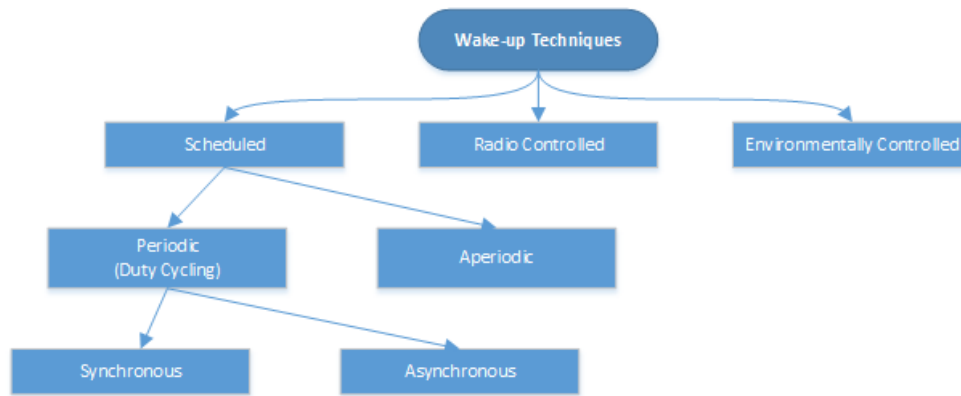 Wake-up Techniques
Scheduled
Radio Controlled
Environmentally Controlled
Periodic
(Duty Cycling)
Aperiodic
Synchronous
Asynchronous